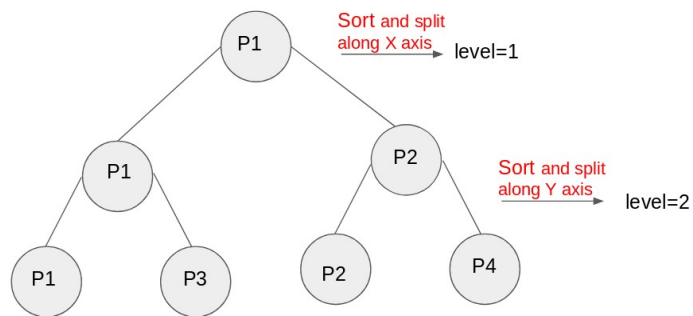 P1
Sort and split
along X axis
level=1
P1
P2
Sort and split
along Y axis
level=2
P1
P3
P2
P4